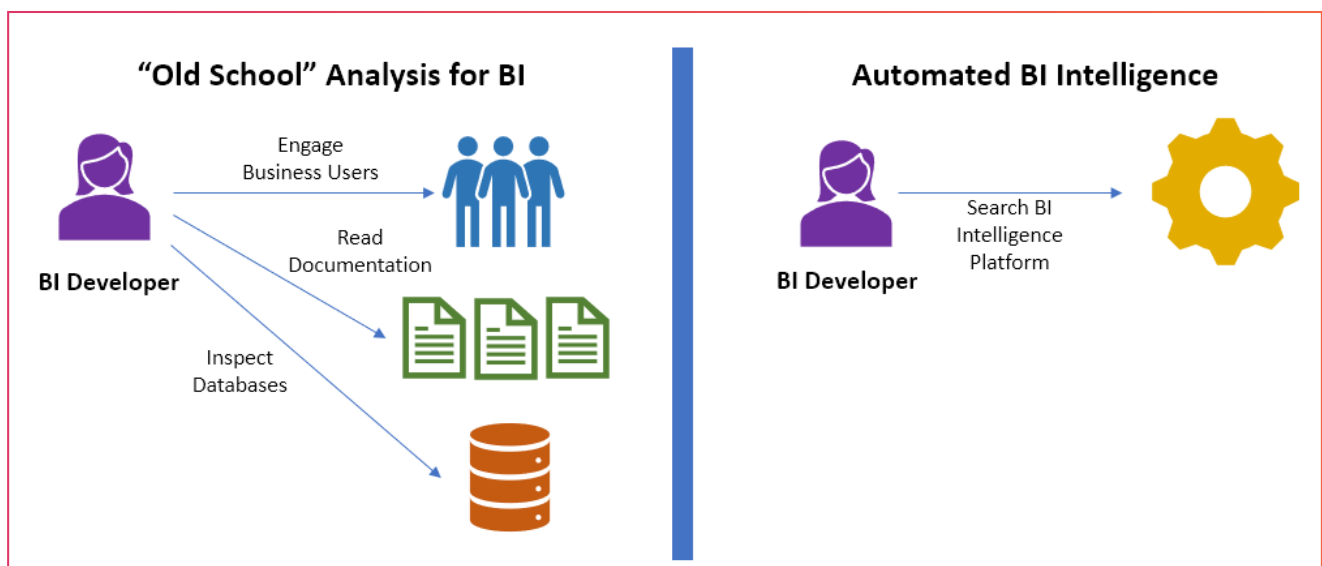 “Old School” Analysis for BI
Engage
Business Users
Read
Documentation
BI Developer
Inspect
Databases
Automated BI Intelligence
Search BI
Intelligence
Platform
BI Developer